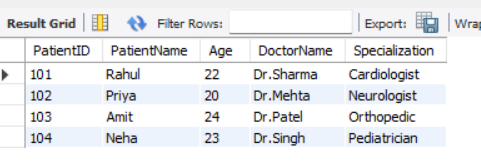 Result Grid Filter Rows: Export: Wrap
PatientID PatientName Age DoctorName Specialization
101 Rahul 22 Dr.Sharma Cardiologist
102 Priya 20 Dr.Mehta Neurologist
103 Amit 24 Dr.Patel Orthopedic
104 Neha 23 Dr.Singh Pediatrician